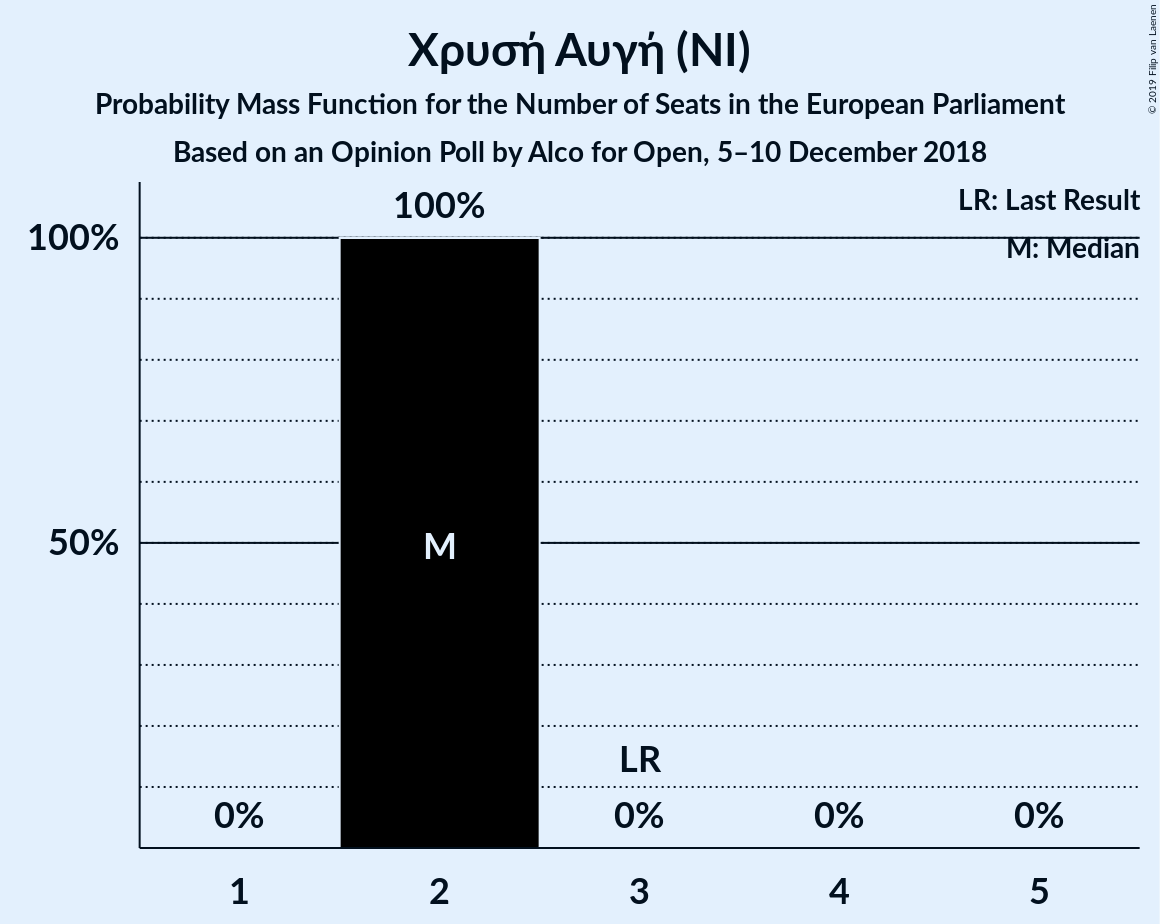 Χρυσή Αυγή (NI)
Probability Mass Function for the Number of Seats in the European Parliament
Based on an Opinion Poll by Alco for Open, 5–10 December 2018
© 2019 Filip van Laenen
LR: Last Result
M: Median
100%
100%
50%
M
LR
0%
0%
0%
0%
1
2
3
4
5